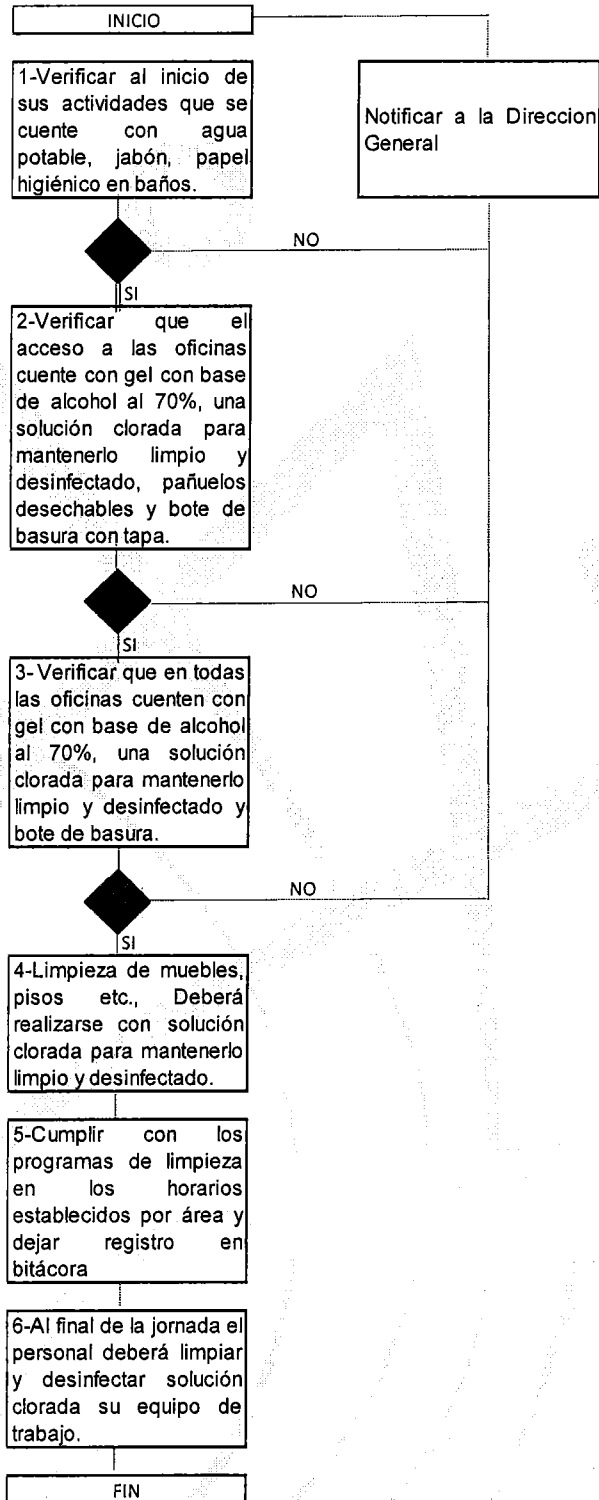 INICIO
1-Verificar al inicio de
sus actividades que se
cuente con agua
potable, jabón, papel
higiénico en baños.
Notificar a la Direccion
General
NO
SI
2-Verificar que el
acceso a las oficinas
cuente con gel con base
de alcohol al 70%, una
solución clorada para
mantenerlo limpio y
desinfectado, pañuelos
desechables y bote de
basura con tapa.
NO
SI
3- Verificar que en todas
las oficinas cuenten con
gel con base de alcohol
al 70%, una solución
clorada para mantenerlo
limpio y desinfectado y
bote de basura.
NO
SI
4-Limpieza de muebles,
pisos etc., Deberá
realizarse con solución
clorada para mantenerlo
limpio y desinfectado.
5-Cumplir con los
programas de limpieza
en los horarios
establecidos por área y
dejar registro en
bitácora
6-Al final de la jornada el
personal deberá limpiar
y desinfectar solución
clorada su equipo de
trabajo.
FIN